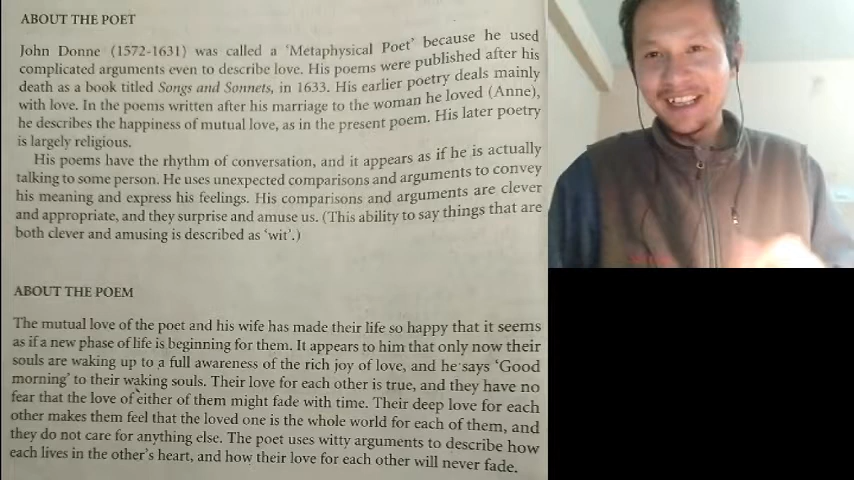 ABOUT THE POET
John Donne (1572-1631) was called a 'Metaphysical Poet' because he used
complicated arguments even to describe love. His poems were published after his
death as a book titled Songs and Sonnets, in 1633. His earlier poetry deals mainly
with love. In the poems written after his marriage to the woman he loved (Anne),
he describes the happiness of mutual love, as in the present poem. His later poetry
is largely religious.
His poems have the rhythm of conversation, and it appears as if he is actually
talking to some person. He uses unexpected comparisons and arguments to convey
his meaning and express his feelings. His comparisons and arguments are clever
and appropriate, and they surprise and amuse us. (This ability to say things that are
both clever and amusing is described as 'wit'.)
ABOUT THE POEM
The mutual love of the poet and his wife has made their life so happy that it seems
as if a new phase of life is beginning for them. It appears to him that only now their
souls are waking up to a full awareness of the rich joy of love, and he says 'Good
morning' to their waking souls. Their love for each other is true, and they have no
fear that the love of either of them might fade with time. Their deep love for each
other makes them feel that the loved one is the whole world for each of them, and
they do not care for anything else. The poet uses witty arguments to describe how
each lives in the other's heart, and how their love for each other will never fade.